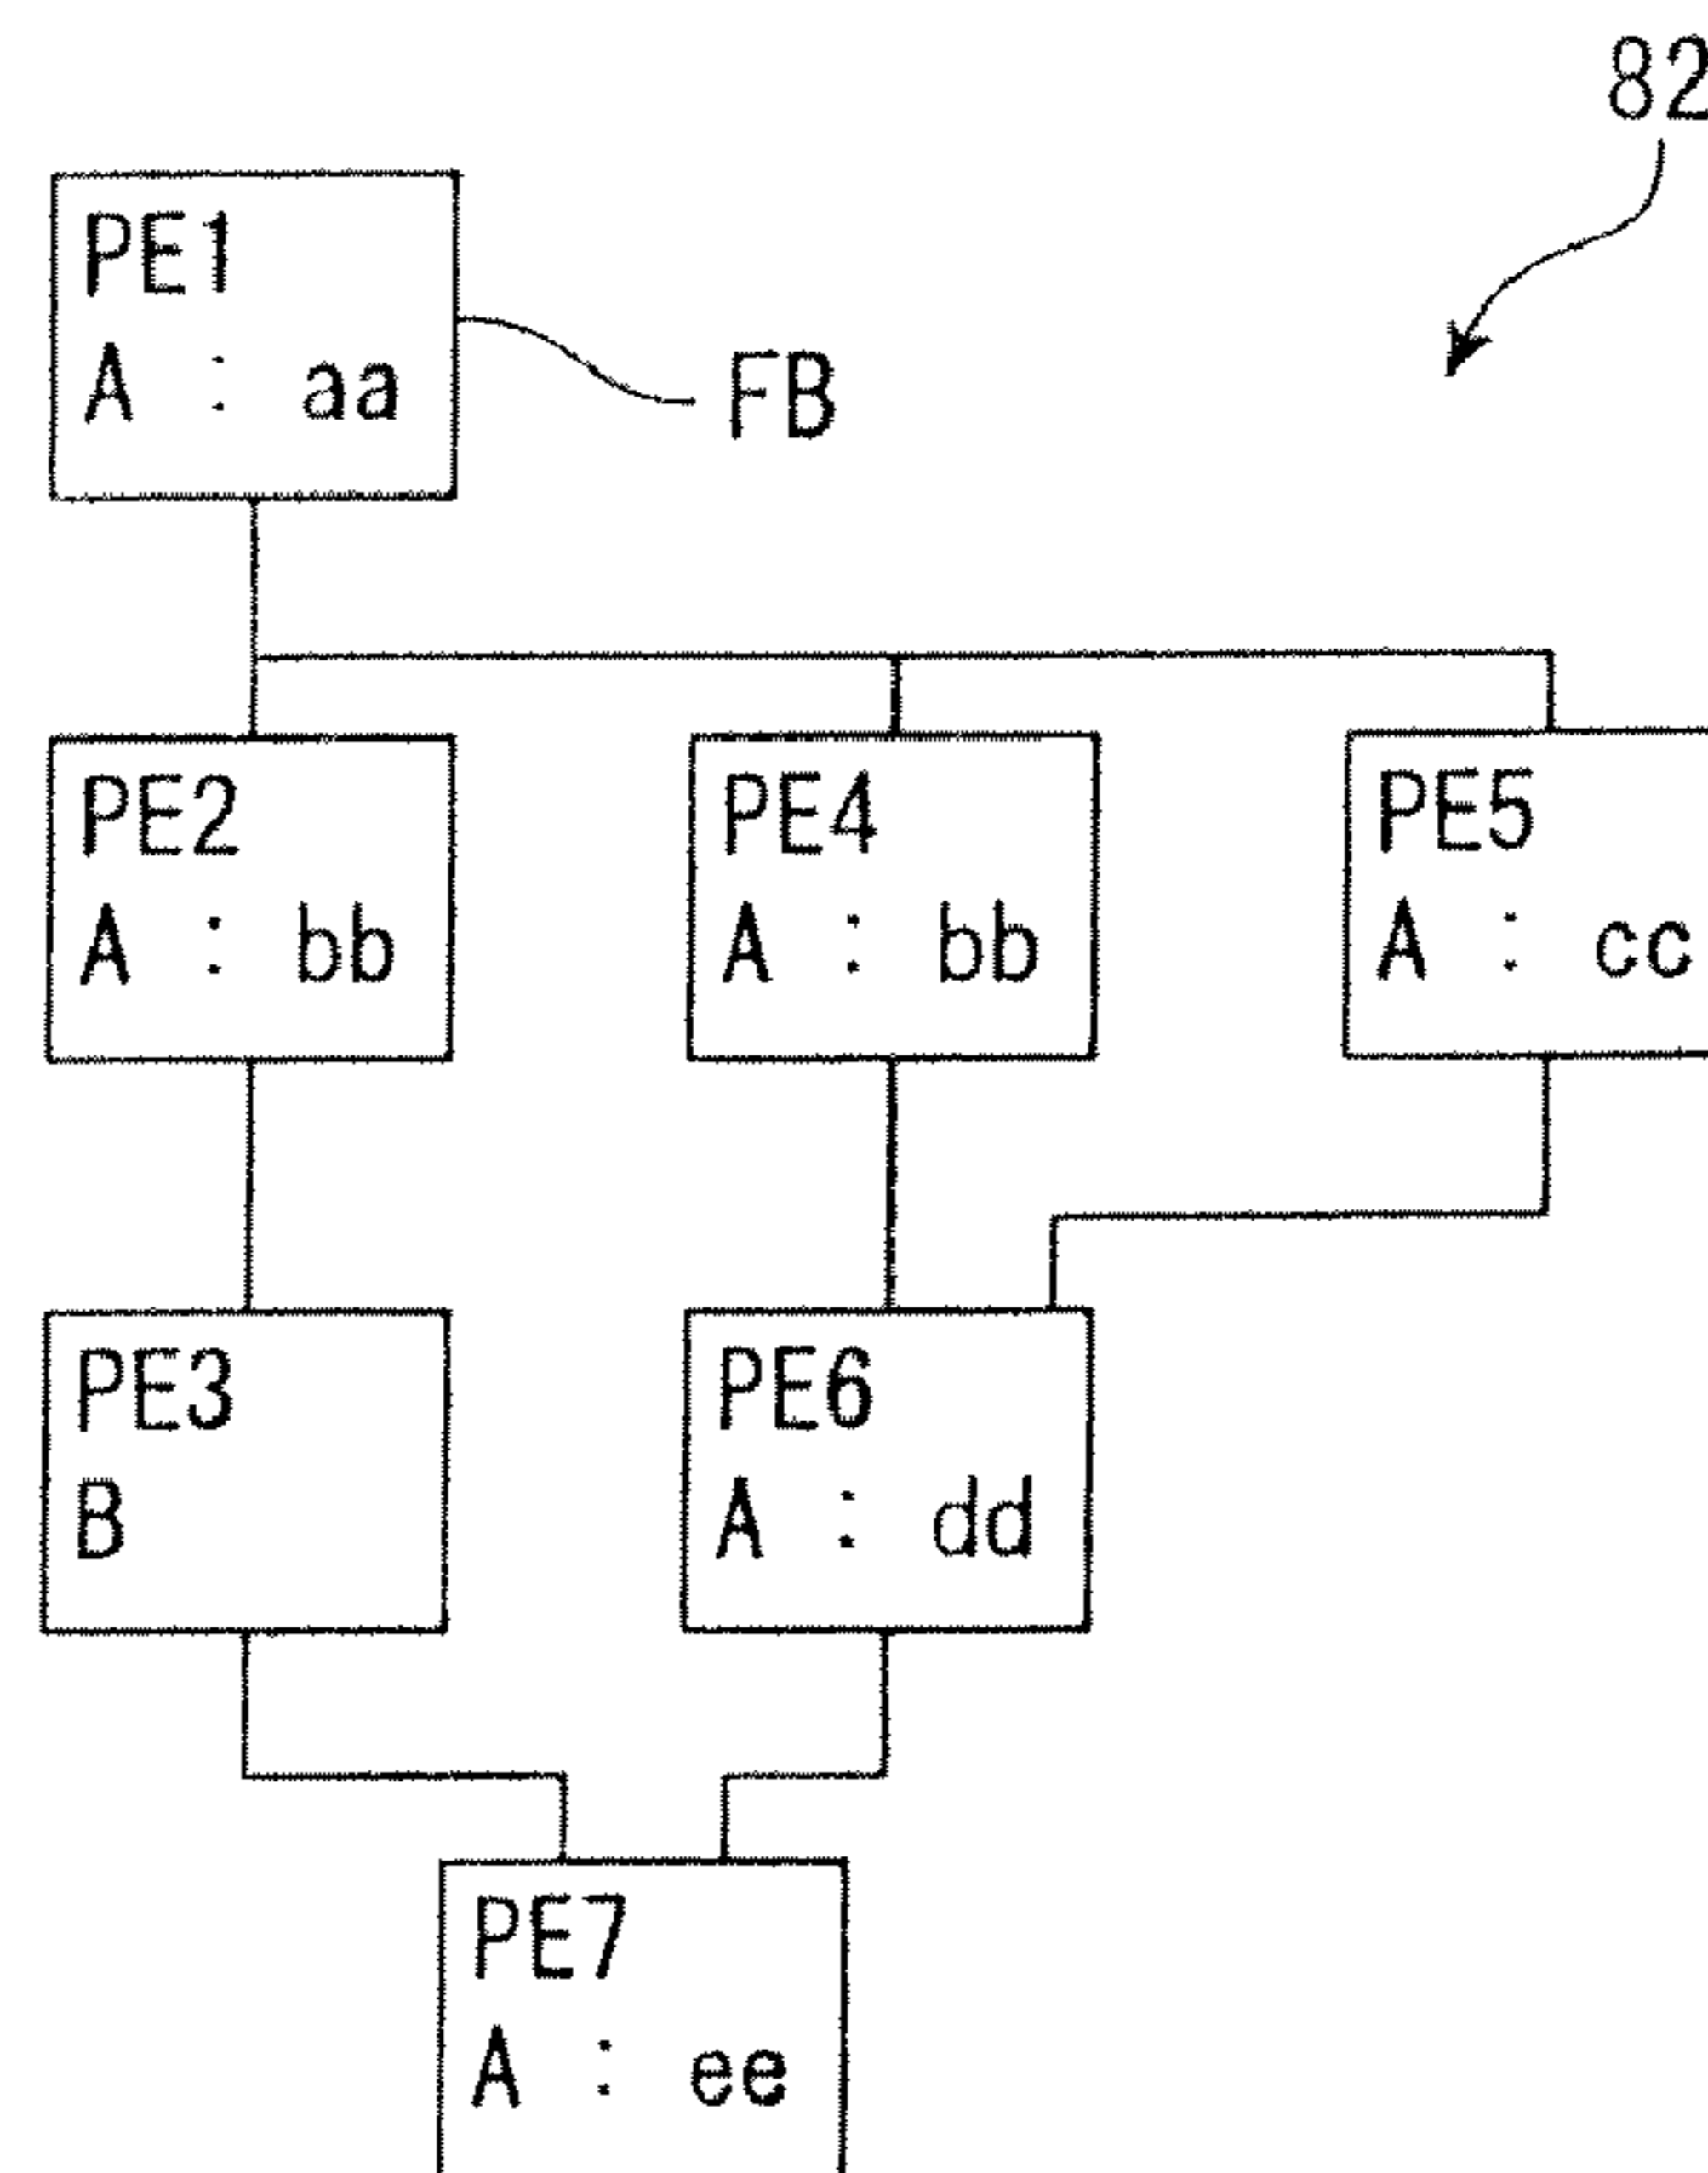 82
PE1
A : aa
FB
PE2
A : bb
PE4
A : bb
PE5
A : cc
PE3
B
PE6
A : dd
PE7
A : ee